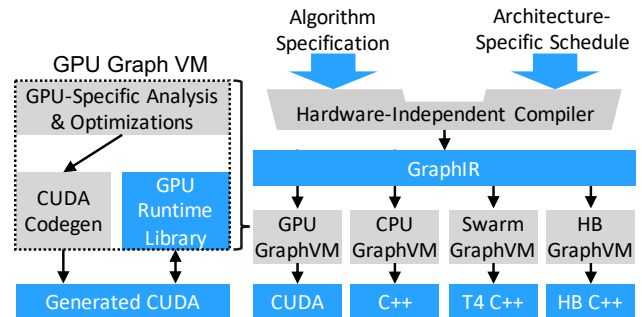 Algorithm
Specification
Architecture-
Specific Schedule
GPU Graph VM
GPU-Specific Analysis
& Optimizations
Hardware-Independent Compiler
GraphIR
CUDA
Codegen
GPU
Runtime
Library
GPU
GraphVM
CPU
GraphVM
Swarm
GraphVM
HB
GraphVM
Generated CUDA
CUDA
C++
T4 C++
HB C++